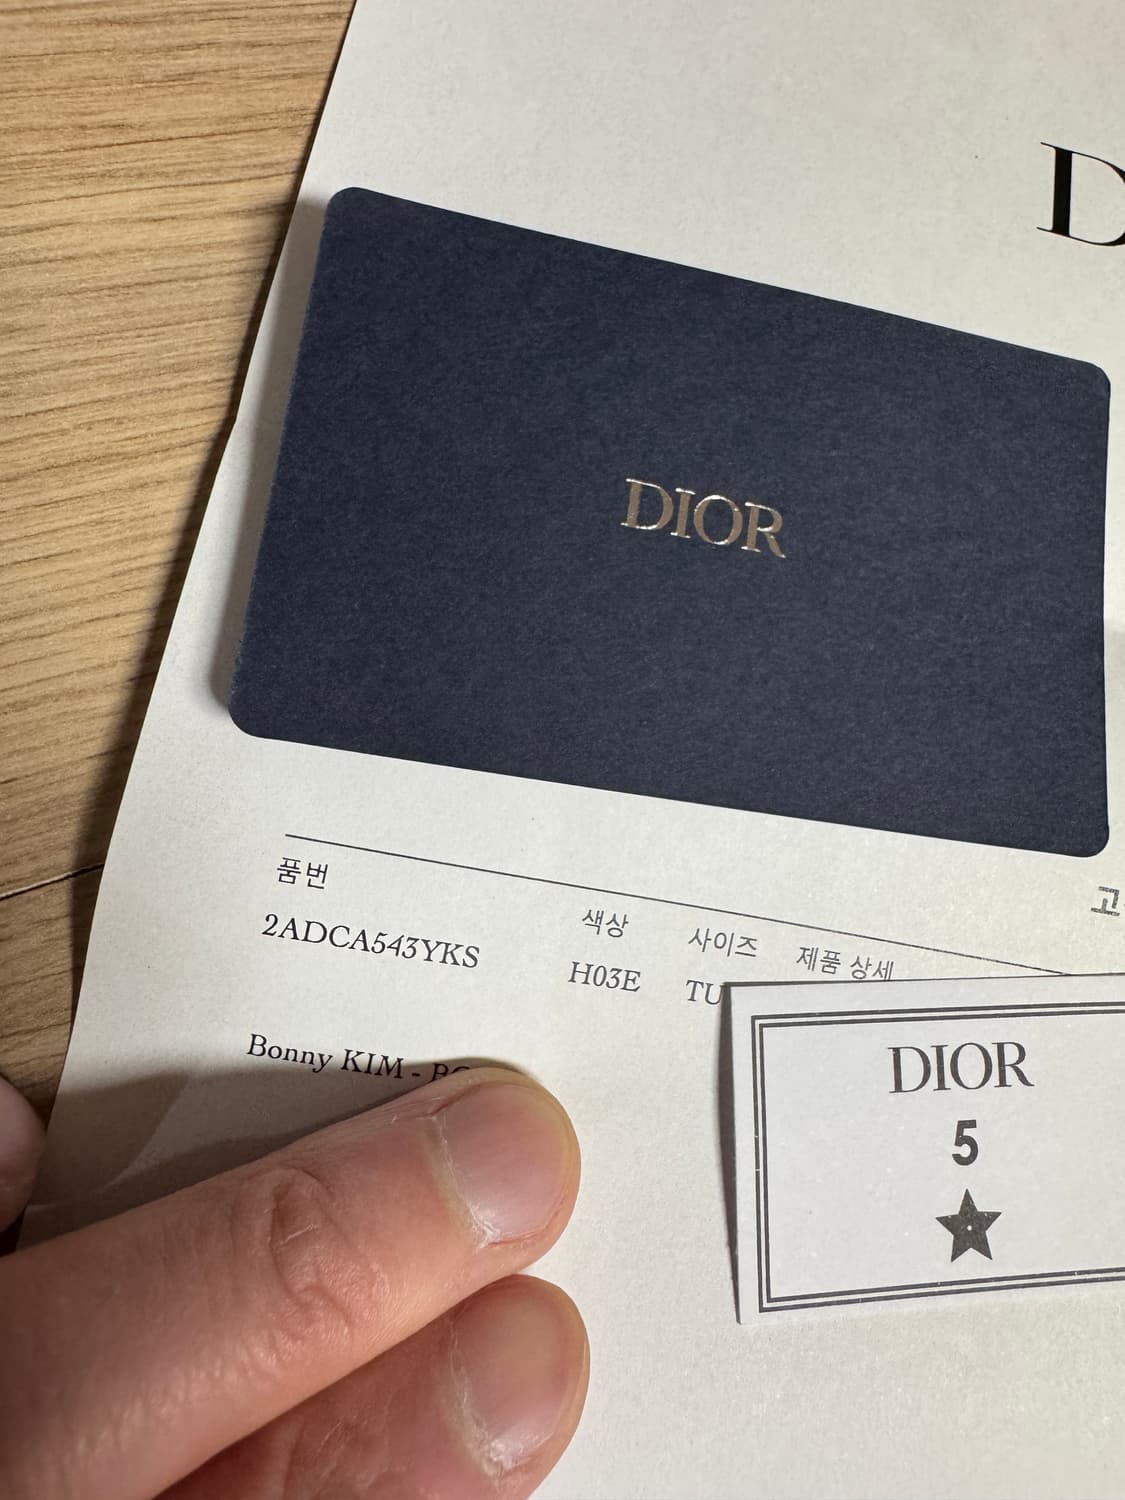 D
DIOR
고
품번 색상 사이즈 제품 상세
2ADCA543YKS H03E TU
Bonny KIM -
DIOR
5